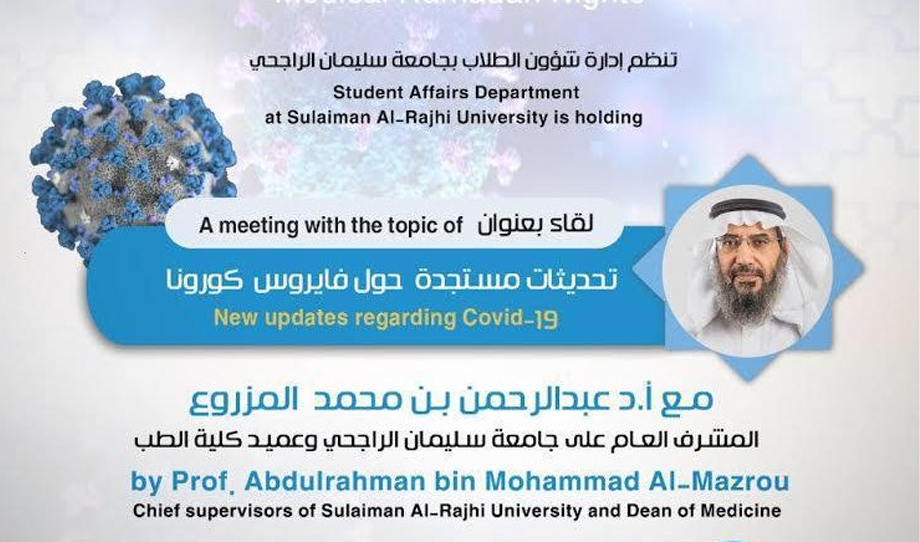 Medical Ramadan Nights
تنظم إدارة شؤون الطلاب بجامعة سليمان الراجحي
Student Affairs Department
at Sulaiman Al-Rajhi University is holding
A meeting with the topic of لقاء بعنوان
تحديثات مستجدة حول فايروس كورونا
New updates regarding Covid-19
مع أ.د عبدالرحمن بن محمد المزروع
المشرف العام على جامعة سليمان الراجحي وعميد كلية الطب
by Prof. Abdulrahman bin Mohammad Al-Mazrou
Chief supervisors of Sulaiman Al-Rajhi University and Dean of Medicine